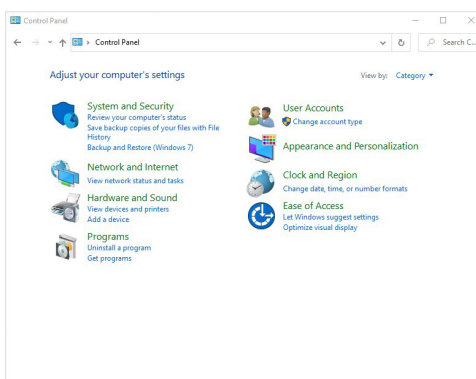 Control Panel
Control Panel
Search C...
Adjust your computer's settings
View by: Category
System and Security
Review your computer's status
Save backup copies of your files with File
History
Backup and Restore (Windows 7)
Network and Internet
View network status and tasks
Hardware and Sound
View devices and printers
Add a device
Programs
Uninstall a program
Get programs
User Accounts
Change account type
Appearance and Personalization
Clock and Region
Change date, time, or number formats
Ease of Access
Let Windows suggest settings
Optimize visual display